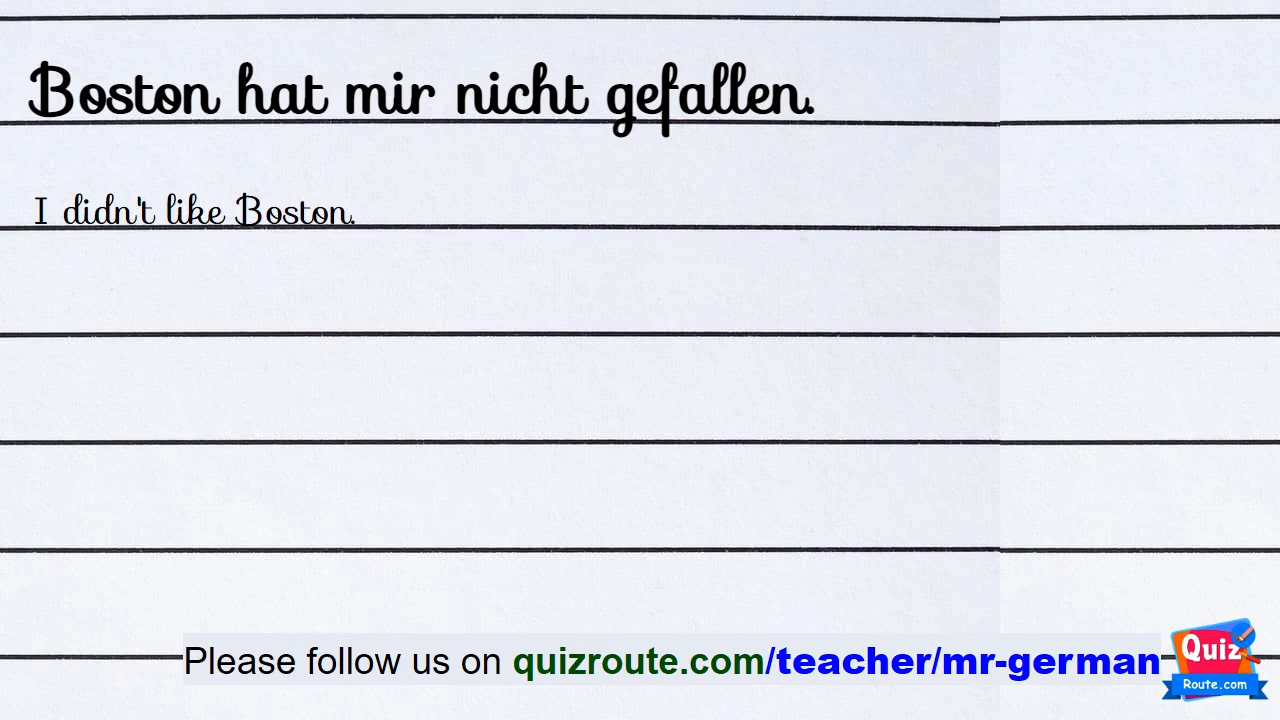 Boston hat mir nicht gefallen.
I didn't like Boston.
Please follow us on quizroute.com/teacher/mr-german
Quiz
Route.com